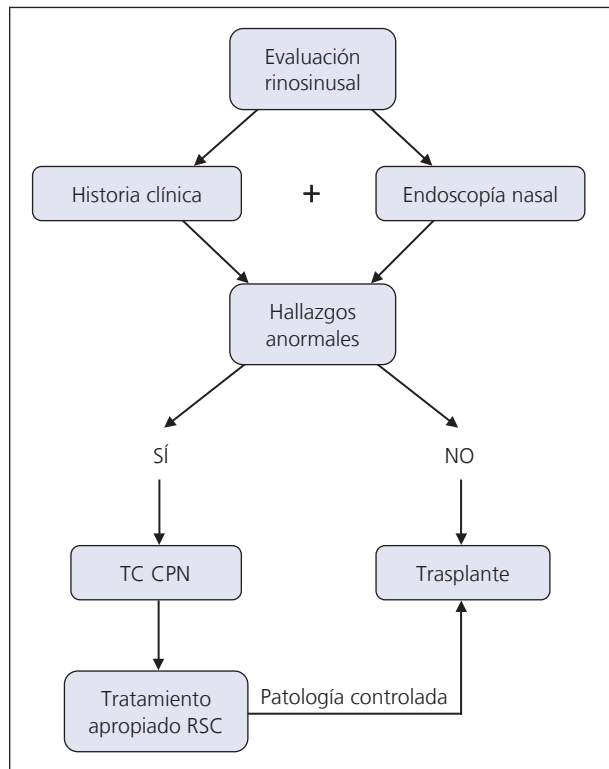 Evaluación
rinosinusal
Historia clínica
+
Endoscopía nasal
Hallazgos
anormales
SÍ
NO
TC CPN
Trasplante
Tratamiento
apropiado RSC
Patología controlada